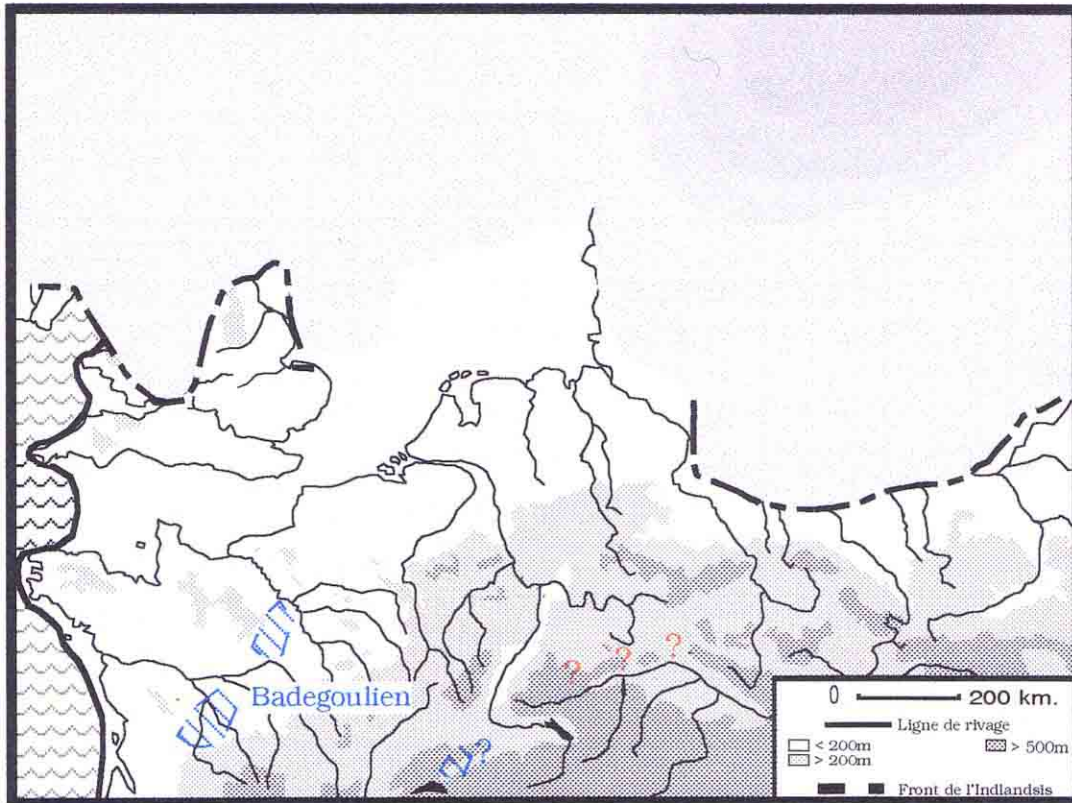 ? ? ?
Badegoulien
?
0 200 km.
Ligne de rivage
< 200m > 500m
> 200m
Front de l'Indlandsis